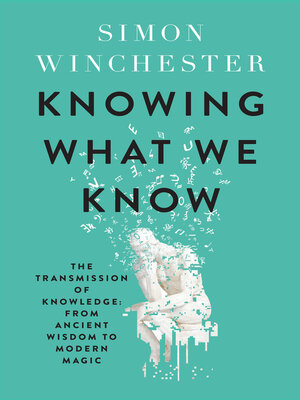 SIMON
WINCHESTER
KNOWING
WHAT WE
KNOW
THE
TRANSMISSION
OF
KNOWLEDGE:
FROM
ANCIENT
WISDOM TO
MODERN
MAGIC